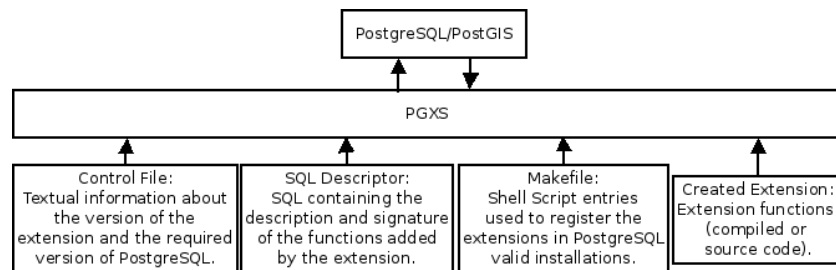 PostgreSQL/PostGIS
PGXS
Control File:
Textual information about
the version of the
extension and the required
version of PostgreSQL.
SQL Descriptor:
SQL containing the
description and signature
of the functions added
by the extension.
Makefile:
Shell Script entries
used to register the
extensions in PostgreSQL
valid installations.
Created Extension:
Extension functions
(compiled or
source code).